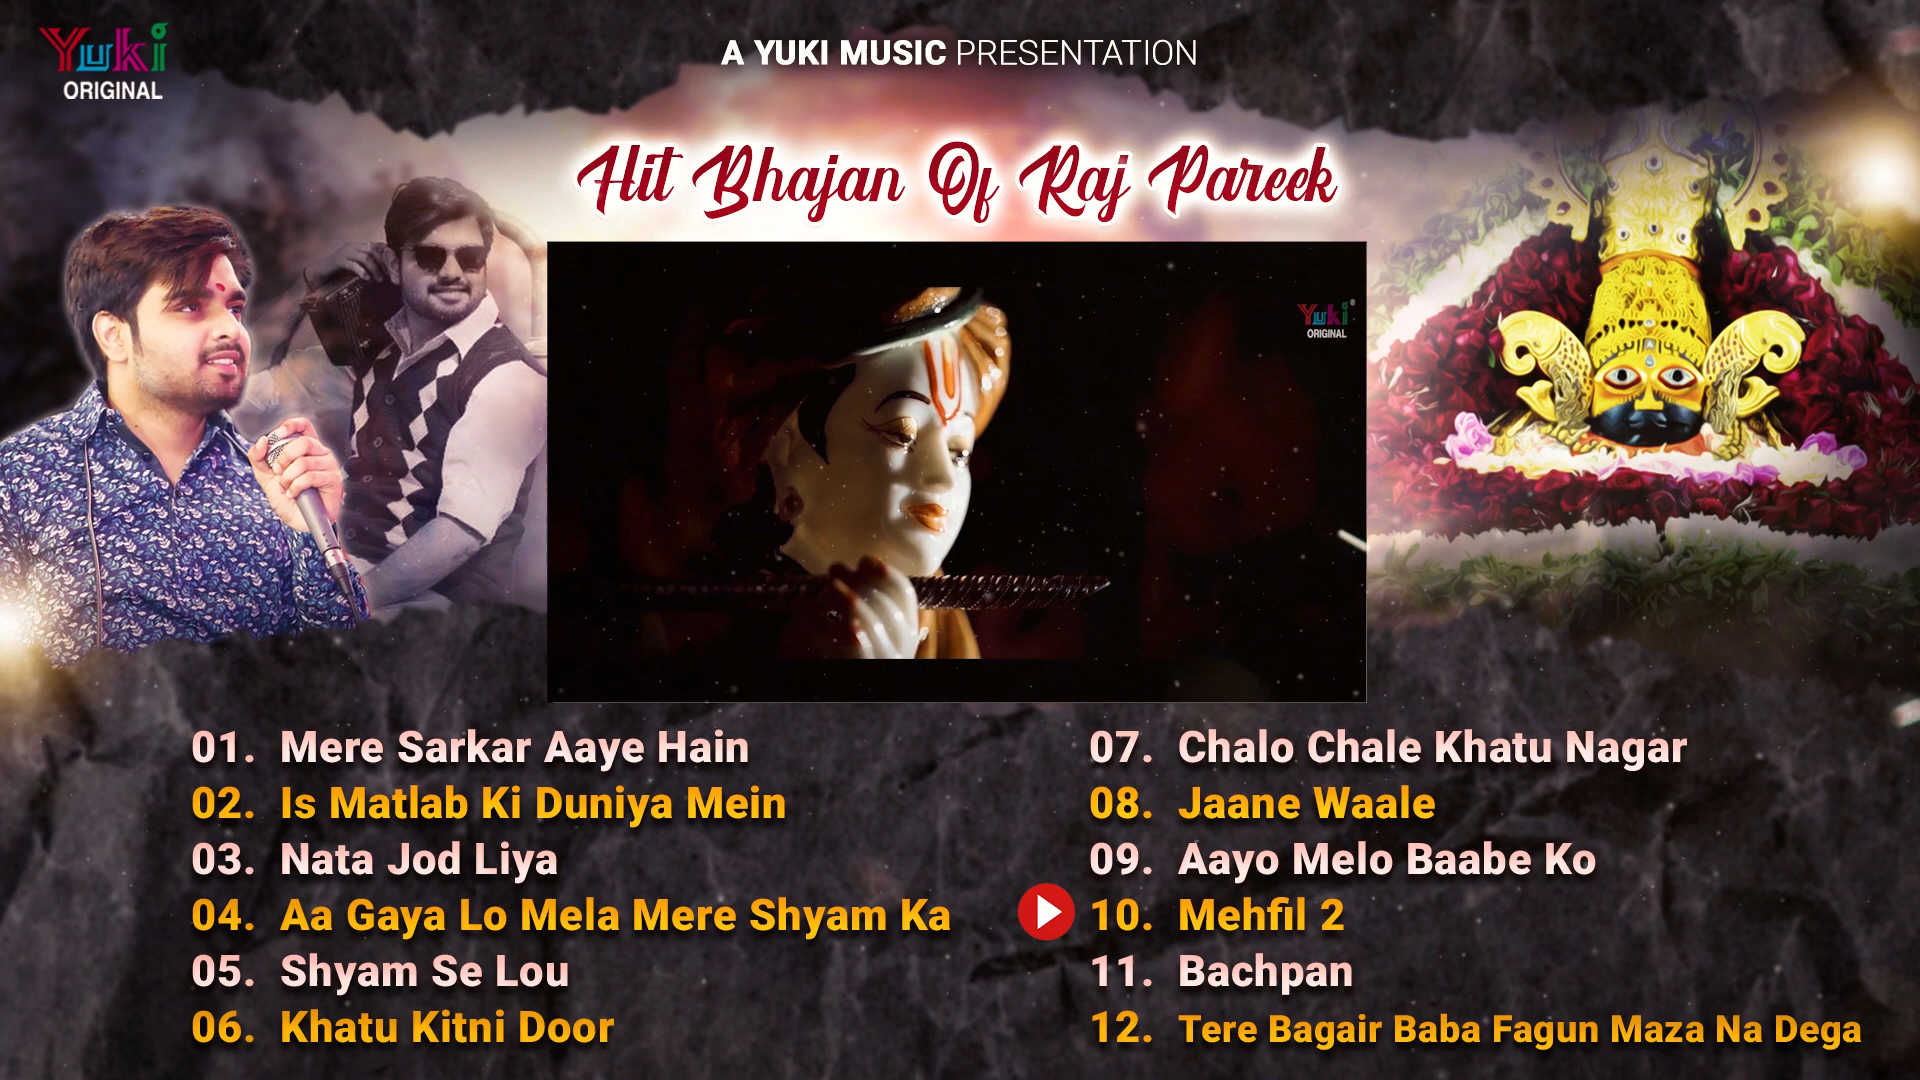 Yuki
ORIGINAL
A YUKI MUSIC PRESENTATION
Hit Bhajan Of Raj Pareek
Yuki®
ORIGINAL
01. Mere Sarkar Aaye Hain
02. Is Matlab Ki Duniya Mein
03. Nata Jod Liya
04. Aa Gaya Lo Mela Mere Shyam Ka
05. Shyam Se Lou
06. Khatu Kitni Door
07. Chalo Chale Khatu Nagar
08. Jaane Waale
09. Aayo Melo Baabe Ko
10. Mehfil 2
11. Bachpan
12. Tere Bagair Baba Fagun Maza Na Dega